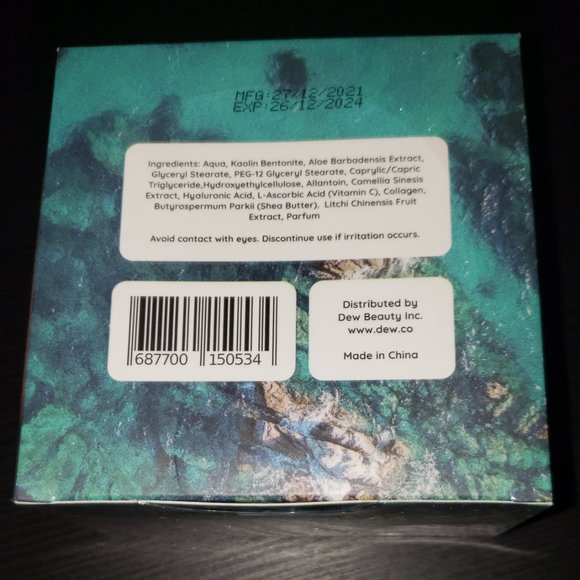 MFG:27/12/2021
EXP:26/12/2024
Ingredients: Aqua, Kaolin Bentonite, Aloe Barbadensis Extract,
Glyceryl Stearate, PEG-12 Glyceryl Stearate, Caprylic/Capric
Triglyceride,Hydroxyethylcellulose, Allantoin, Camellia Sinesis
Extract, Hyaluronic Acid, L-Ascorbic Acid (Vitamin C), Collagen,
Butyrospermum Parkii (Shea Butter). Litchi Chinensis Fruit
Extract, Parfum
Avoid contact with eyes. Discontinue use if irritation occurs.
687700 150534
Distributed by
Dew Beauty Inc.
www.dew.co
Made in China